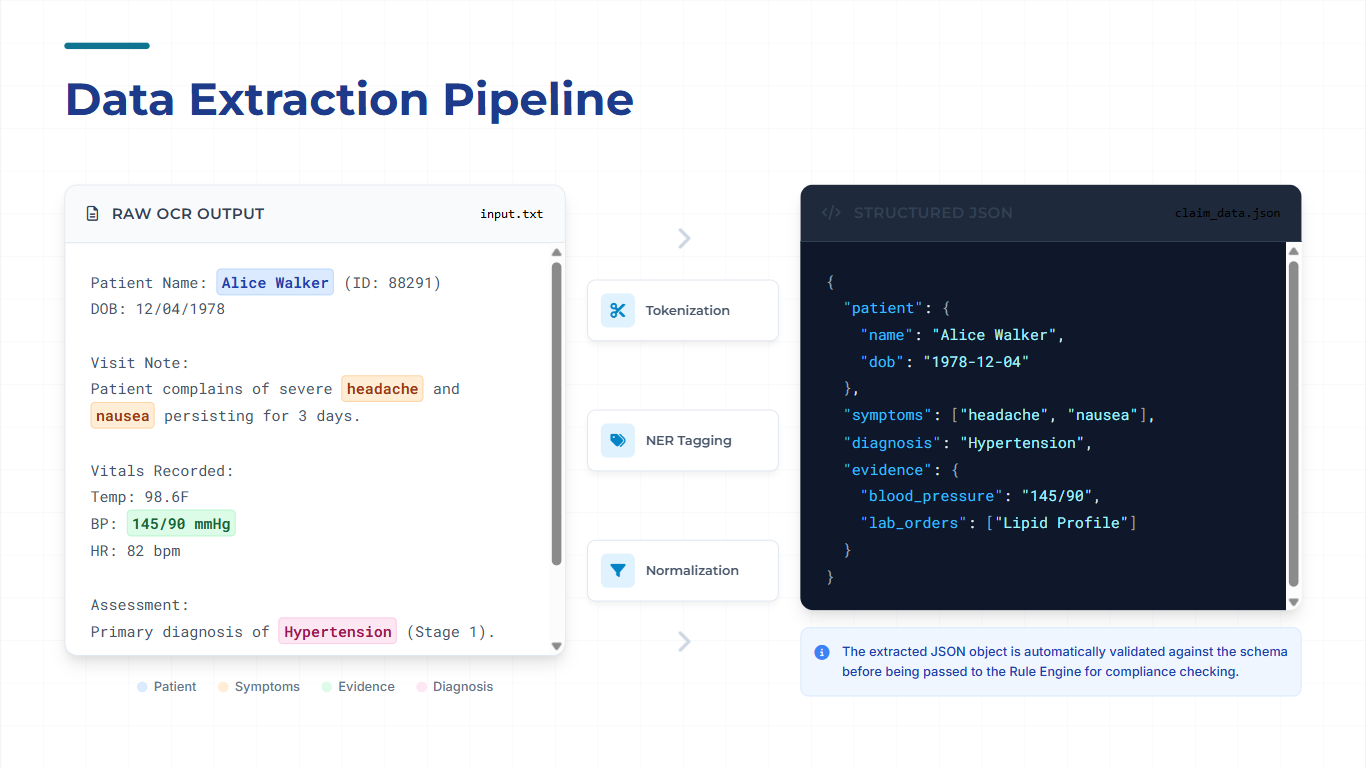 Data Extraction Pipeline
RAW OCR OUTPUT
input.txt
Patient Name: Alice Walker (ID: 88291)
DOB: 12/04/1978
Visit Note:
Patient complains of severe headache and
nausea persisting for 3 days.
Vitals Recorded:
Temp: 98.6F
BP: 145/90 mmHg
HR: 82 bpm
Assessment:
Primary diagnosis of Hypertension (Stage 1).
Patient
Symptoms
Evidence
Diagnosis
Tokenization
NER Tagging
Normalization
</> STRUCTURED JSON
claim_data.json
{
"patient": {
"name": "Alice Walker",
"dob": "1978-12-04"
},
"symptoms": ["headache", "nausea"],
"diagnosis": "Hypertension",
"evidence": {
"blood_pressure": "145/90",
"lab_orders": ["Lipid Profile"]
}
}
The extracted JSON object is automatically validated against the schema
before being passed to the Rule Engine for compliance checking.